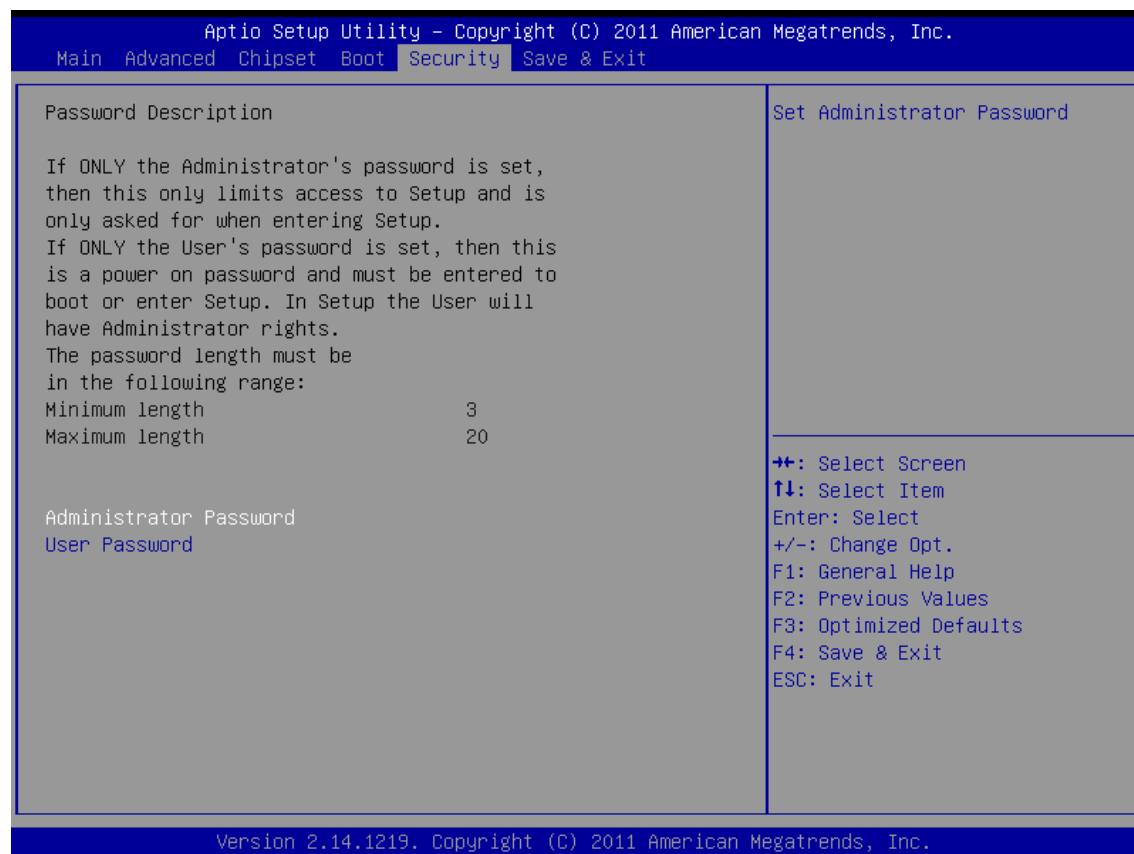 Aptio Setup Utility – Copyright (C) 2011 American Megatrends, Inc.
Main Advanced Chipset Boot Security Save & Exit
Password Description
If ONLY the Administrator's password is set,
then this only limits access to Setup and is
only asked for when entering Setup.
If ONLY the User's password is set, then this
is a power on password and must be entered to
boot or enter Setup. In Setup the User will
have Administrator rights.
The password length must be
in the following range:
Minimum length 3
Maximum length 20
Administrator Password
User Password
Set Administrator Password
→←: Select Screen
↑↓: Select Item
Enter: Select
+/-: Change Opt.
F1: General Help
F2: Previous Values
F3: Optimized Defaults
F4: Save & Exit
ESC: Exit
Version 2.14.1219. Copyright (C) 2011 American Megatrends, Inc.